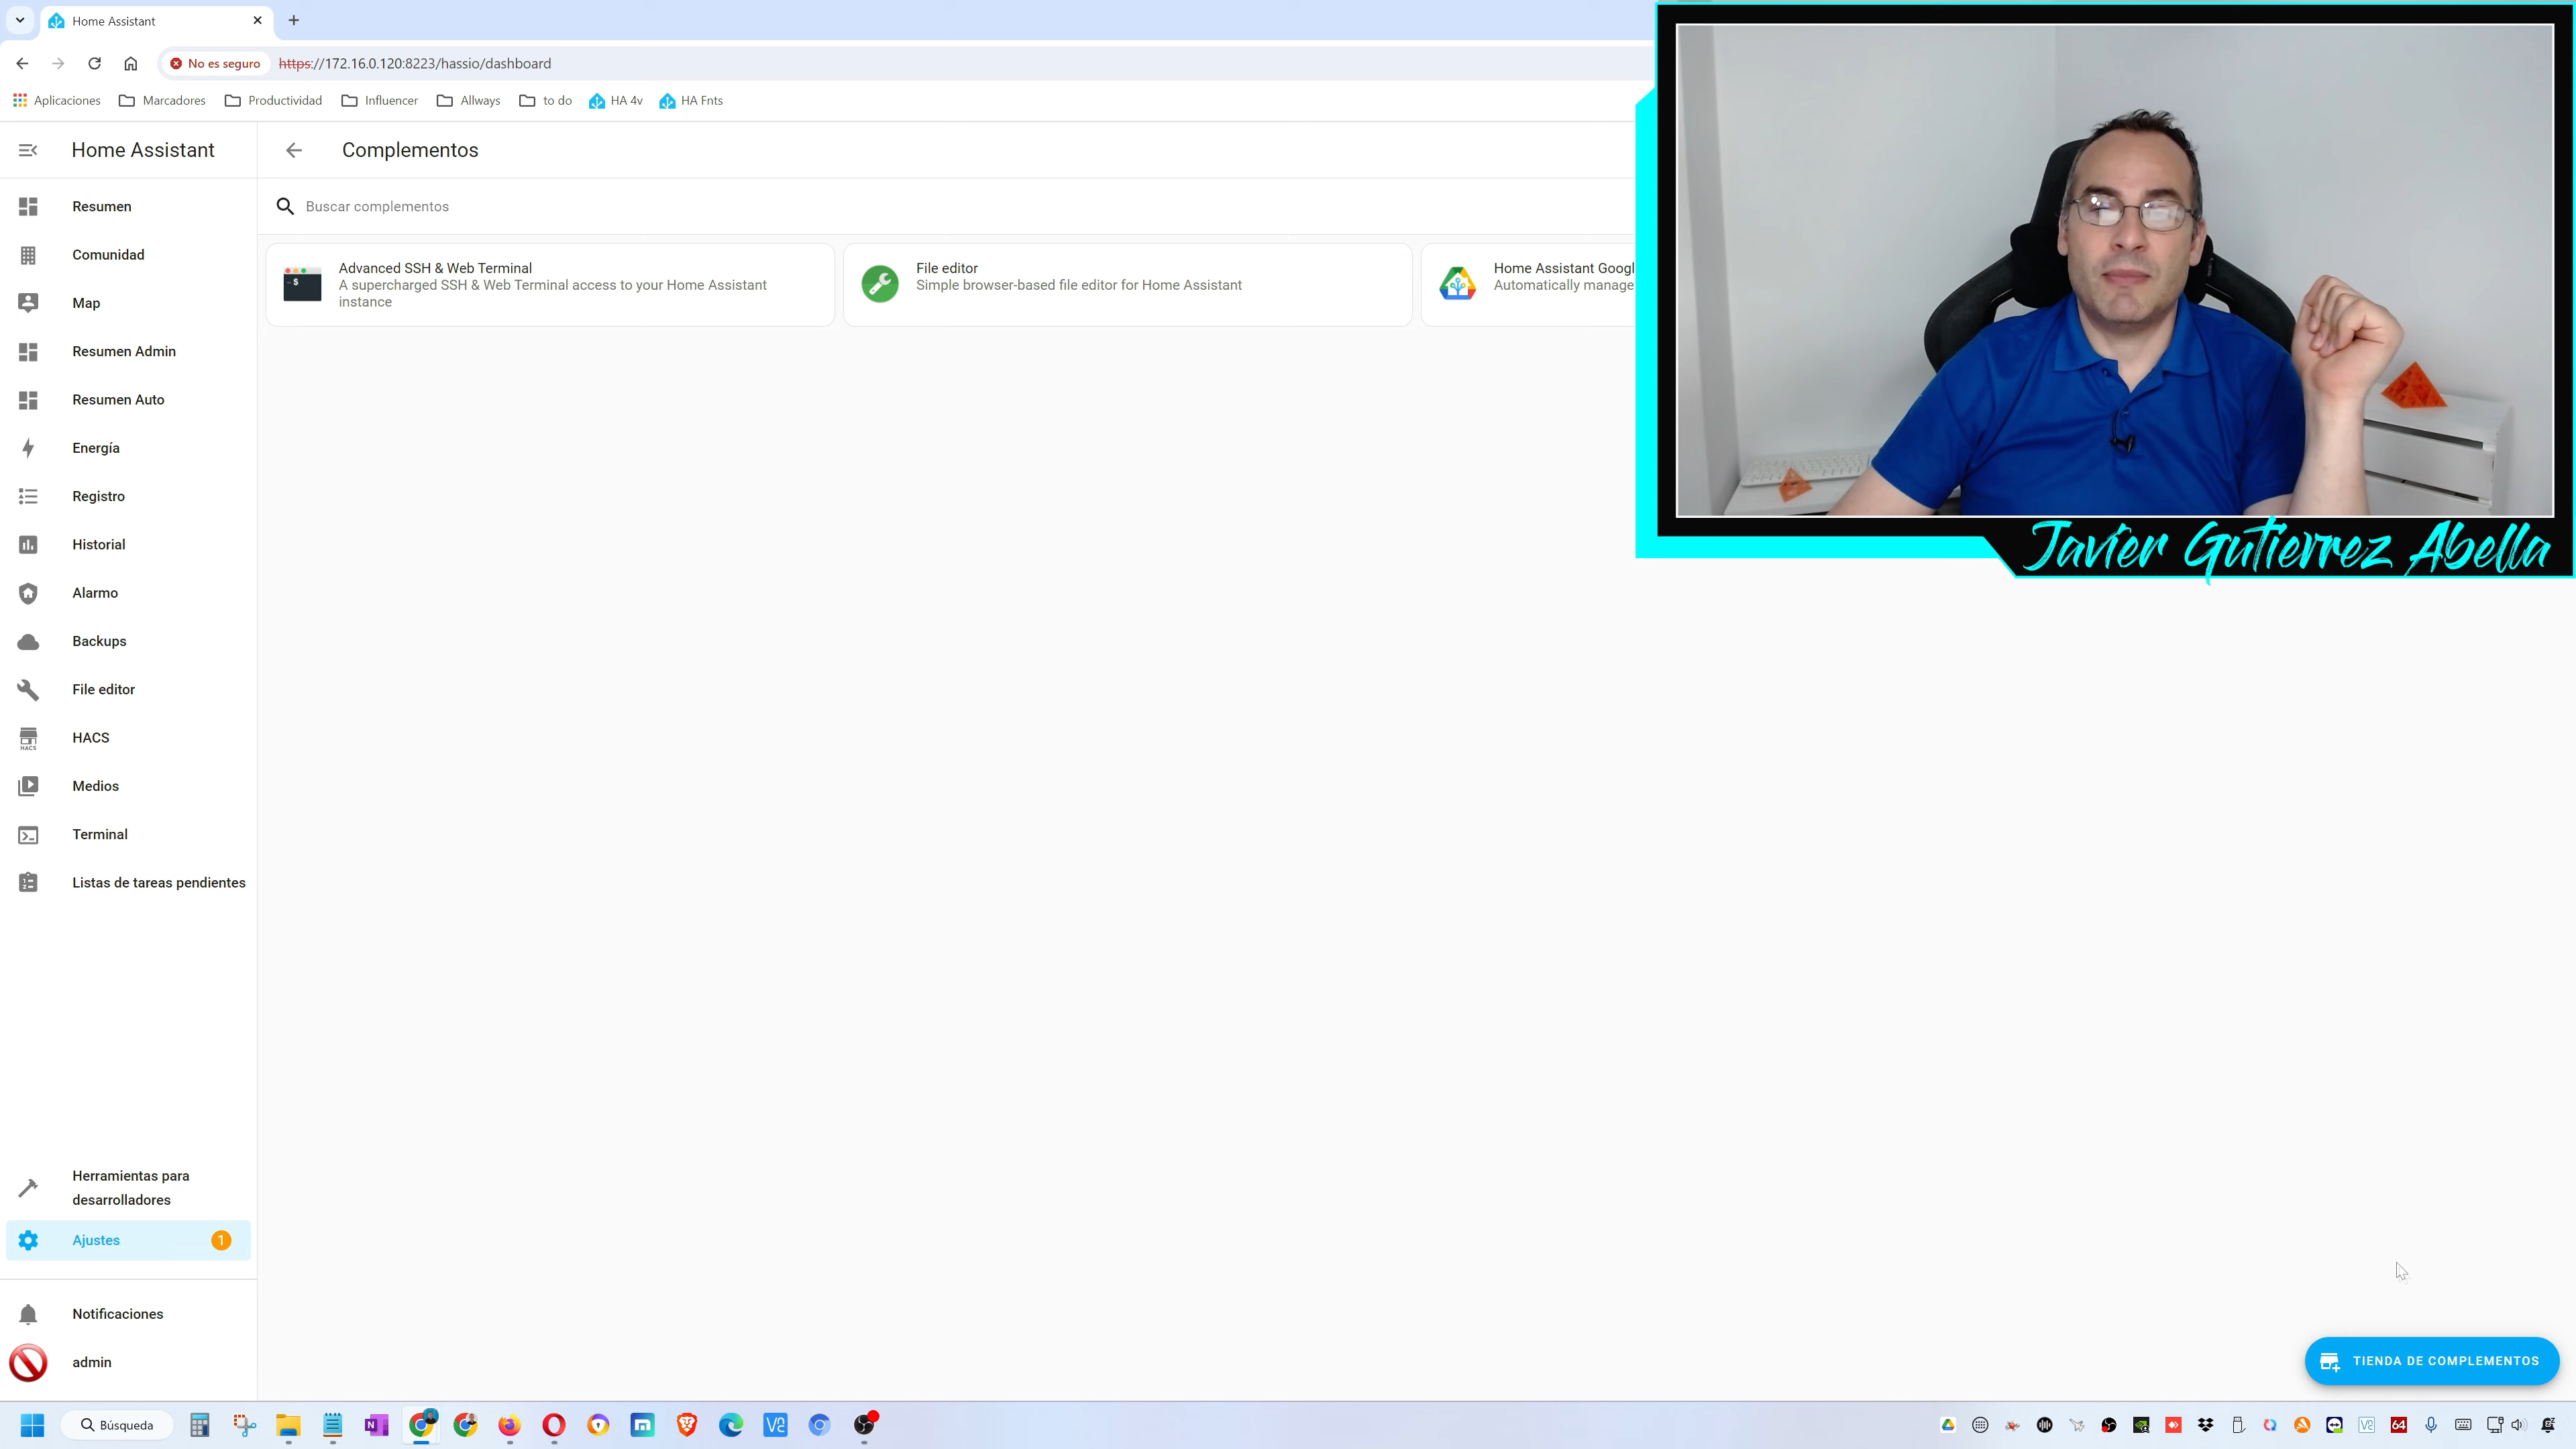 Home Assistant
No es seguro
https://172.16.0.120:8223/hassio/dashboard
Aplicaciones
Marcadores
Productividad
Influencer
Allways
to do
HA 4v
HA Fnts
Home Assistant
Complementos
Resumen
Comunidad
Map
Resumen Admin
Resumen Auto
Energía
Registro
Historial
Alarmo
Backups
File editor
HACS
HACS
Medios
Terminal
Listas de tareas pendientes
Herramientas para
desarrolladores
Ajustes
1
Notificaciones
admin
Buscar complementos
Advanced SSH & Web Terminal
A supercharged SSH & Web Terminal access to your Home Assistant
instance
File editor
Simple browser-based file editor for Home Assistant
Home Assistant Googl
Automatically manage
Javier Gutierrez Abella
TIENDA DE COMPLEMENTOS
Búsqueda
64